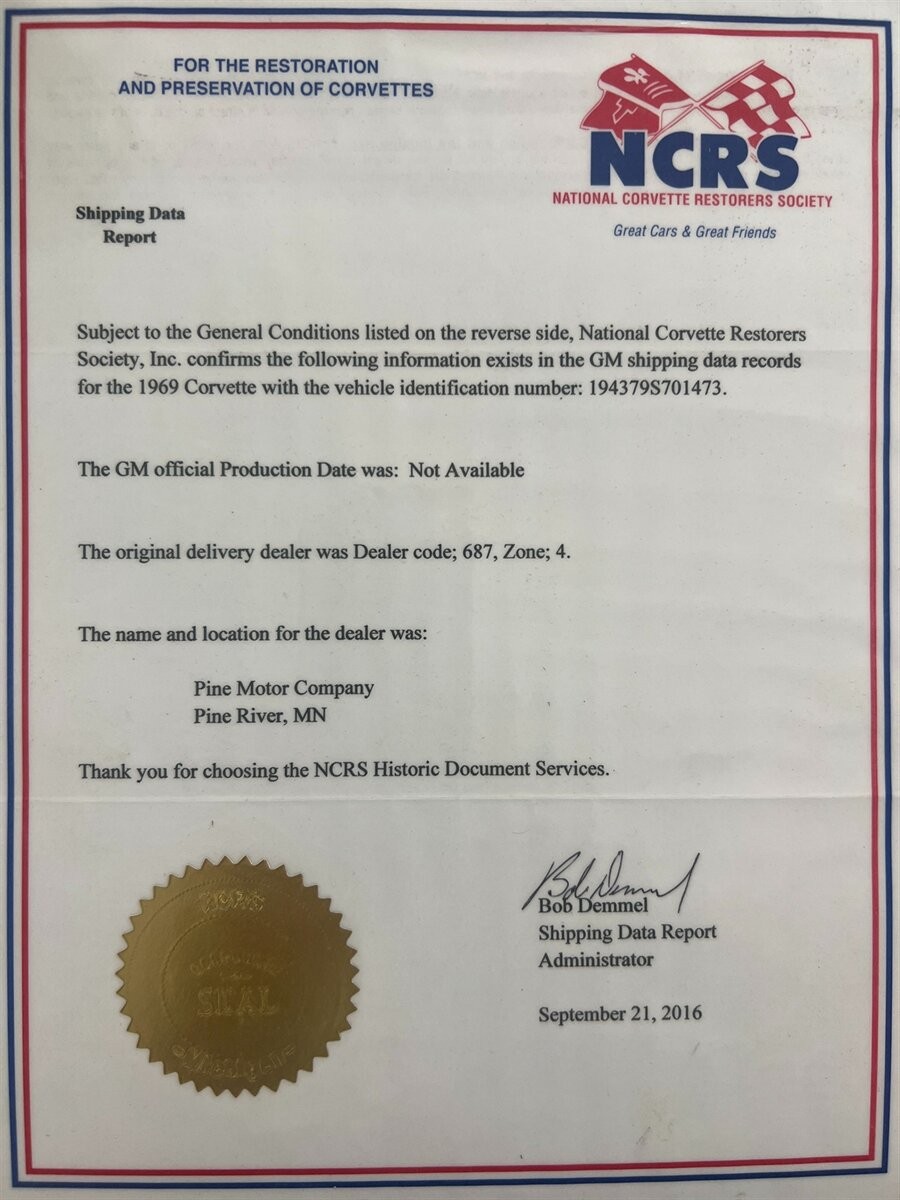 FOR THE RESTORATION
AND PRESERVATION OF CORVETTES
NCRS
NATIONAL CORVETTE RESTORERS SOCIETY
Great Cars & Great Friends
Shipping Data
Report
Subject to the General Conditions listed on the reverse side, National Corvette Restorers
Society, Inc. confirms the following information exists in the GM shipping data records
for the 1969 Corvette with the vehicle identification number: 194379S701473.
The GM official Production Date was:  Not Available
The original delivery dealer was Dealer code; 687, Zone; 4.
The name and location for the dealer was:
Pine Motor Company
Pine River, MN
Thank you for choosing the NCRS Historic Document Services.
Bob Demmel
Bob Demmel
Shipping Data Report
Administrator
September 21, 2016
SEAL